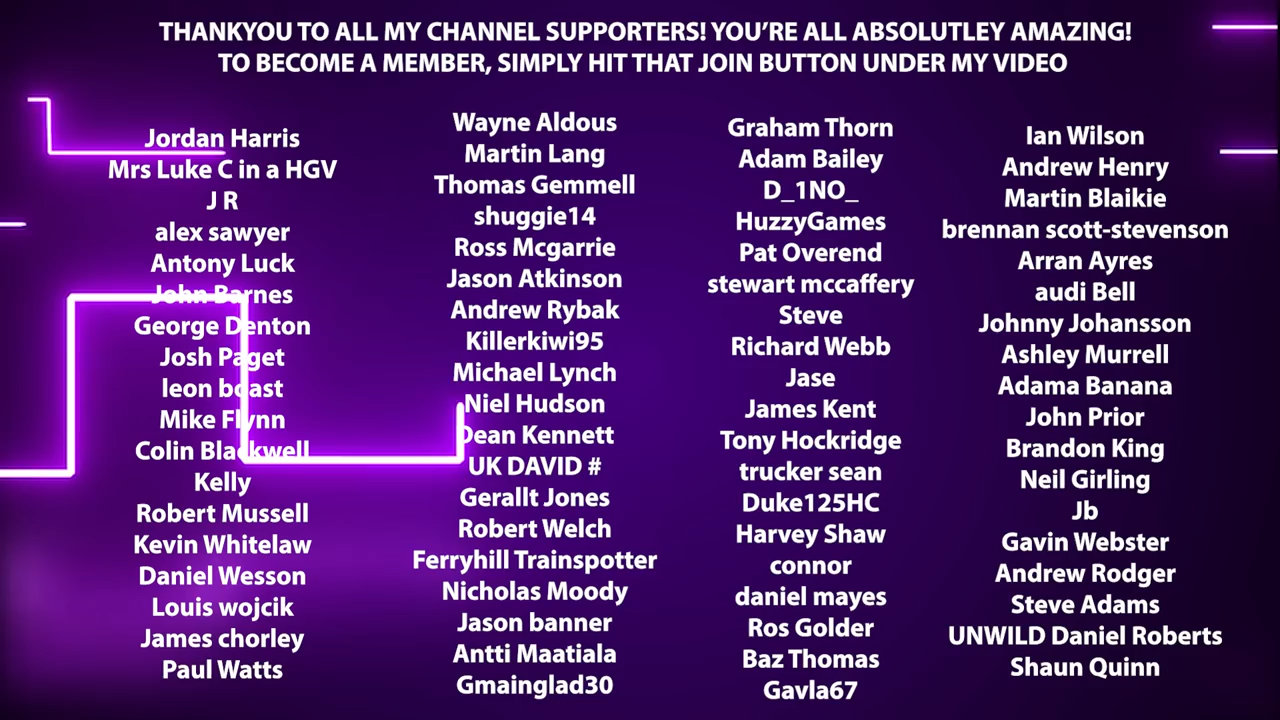 THANKYOU TO ALL MY CHANNEL SUPPORTERS! YOU'RE ALL ABSOLUTLEY AMAZING!
TO BECOME A MEMBER, SIMPLY HIT THAT JOIN BUTTON UNDER MY VIDEO
Jordan Harris
Mrs Luke C in a HGV
J R
alex sawyer
Antony Luck
John Barnes
George Denton
Josh Paget
leon boast
Mike Flynn
Colin Blackwell
Kelly
Robert Mussell
Kevin Whitelaw
Daniel Wesson
Louis wojcik
James chorley
Paul Watts
Wayne Aldous
Martin Lang
Thomas Gemmell
shuggie14
Ross Mcgarrie
Jason Atkinson
Andrew Rybak
Killerkiwi95
Michael Lynch
Niel Hudson
Dean Kennett
UK DAVID #
Gerallt Jones
Robert Welch
Ferryhill Trainspotter
Nicholas Moody
Jason banner
Antti Maatiala
Gmainglad30
Graham Thorn
Adam Bailey
D_1NO_
HuzzyGames
Pat Overend
stewart mccaffery
Steve
Richard Webb
Jase
James Kent
Tony Hockridge
trucker sean
Duke125HC
Harvey Shaw
connor
daniel mayes
Ros Golder
Baz Thomas
Gavla67
Ian Wilson
Andrew Henry
Martin Blaikie
brennan scott-stevenson
Arran Ayres
audi Bell
Johnny Johansson
Ashley Murrell
Adama Banana
John Prior
Brandon King
Neil Girling
Jb
Gavin Webster
Andrew Rodger
Steve Adams
UNWILD Daniel Roberts
Shaun Quinn